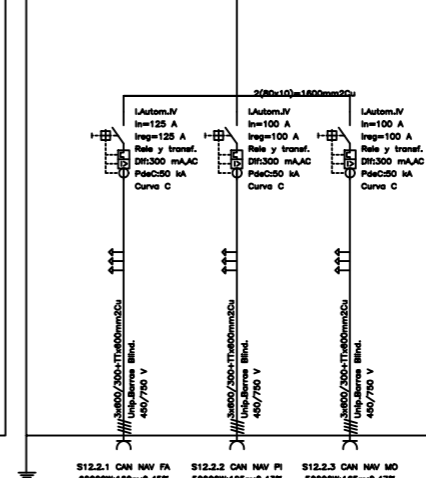 2(80x10)=1600mm2Cu
I.Autom.IV
In=125 A
Ireg=125 A
Rele y transf.
Dif:300 mA,AC
PdeC:50 kA
Curva C
I.Autom.IV
In=100 A
Ireg=100 A
Rele y transf.
Dif:300 mA,AC
PdeC:50 kA
Curva C
I.Autom.IV
In=100 A
Ireg=100 A
Rele y transf.
Dif:300 mA,AC
PdeC:50 kA
Curva C
3x600/300+TTx600mm2Cu
Unip.Barras Blind.
450/750 V
3x600/300+TTx600mm2Cu
Unip.Barras Blind.
450/750 V
3x600/300+TTx600mm2Cu
Unip.Barras Blind.
450/750 V
S12.2.1 CAN NAV FA
S12.2.2 CAN NAV PI
S12.2.3 CAN NAV MO